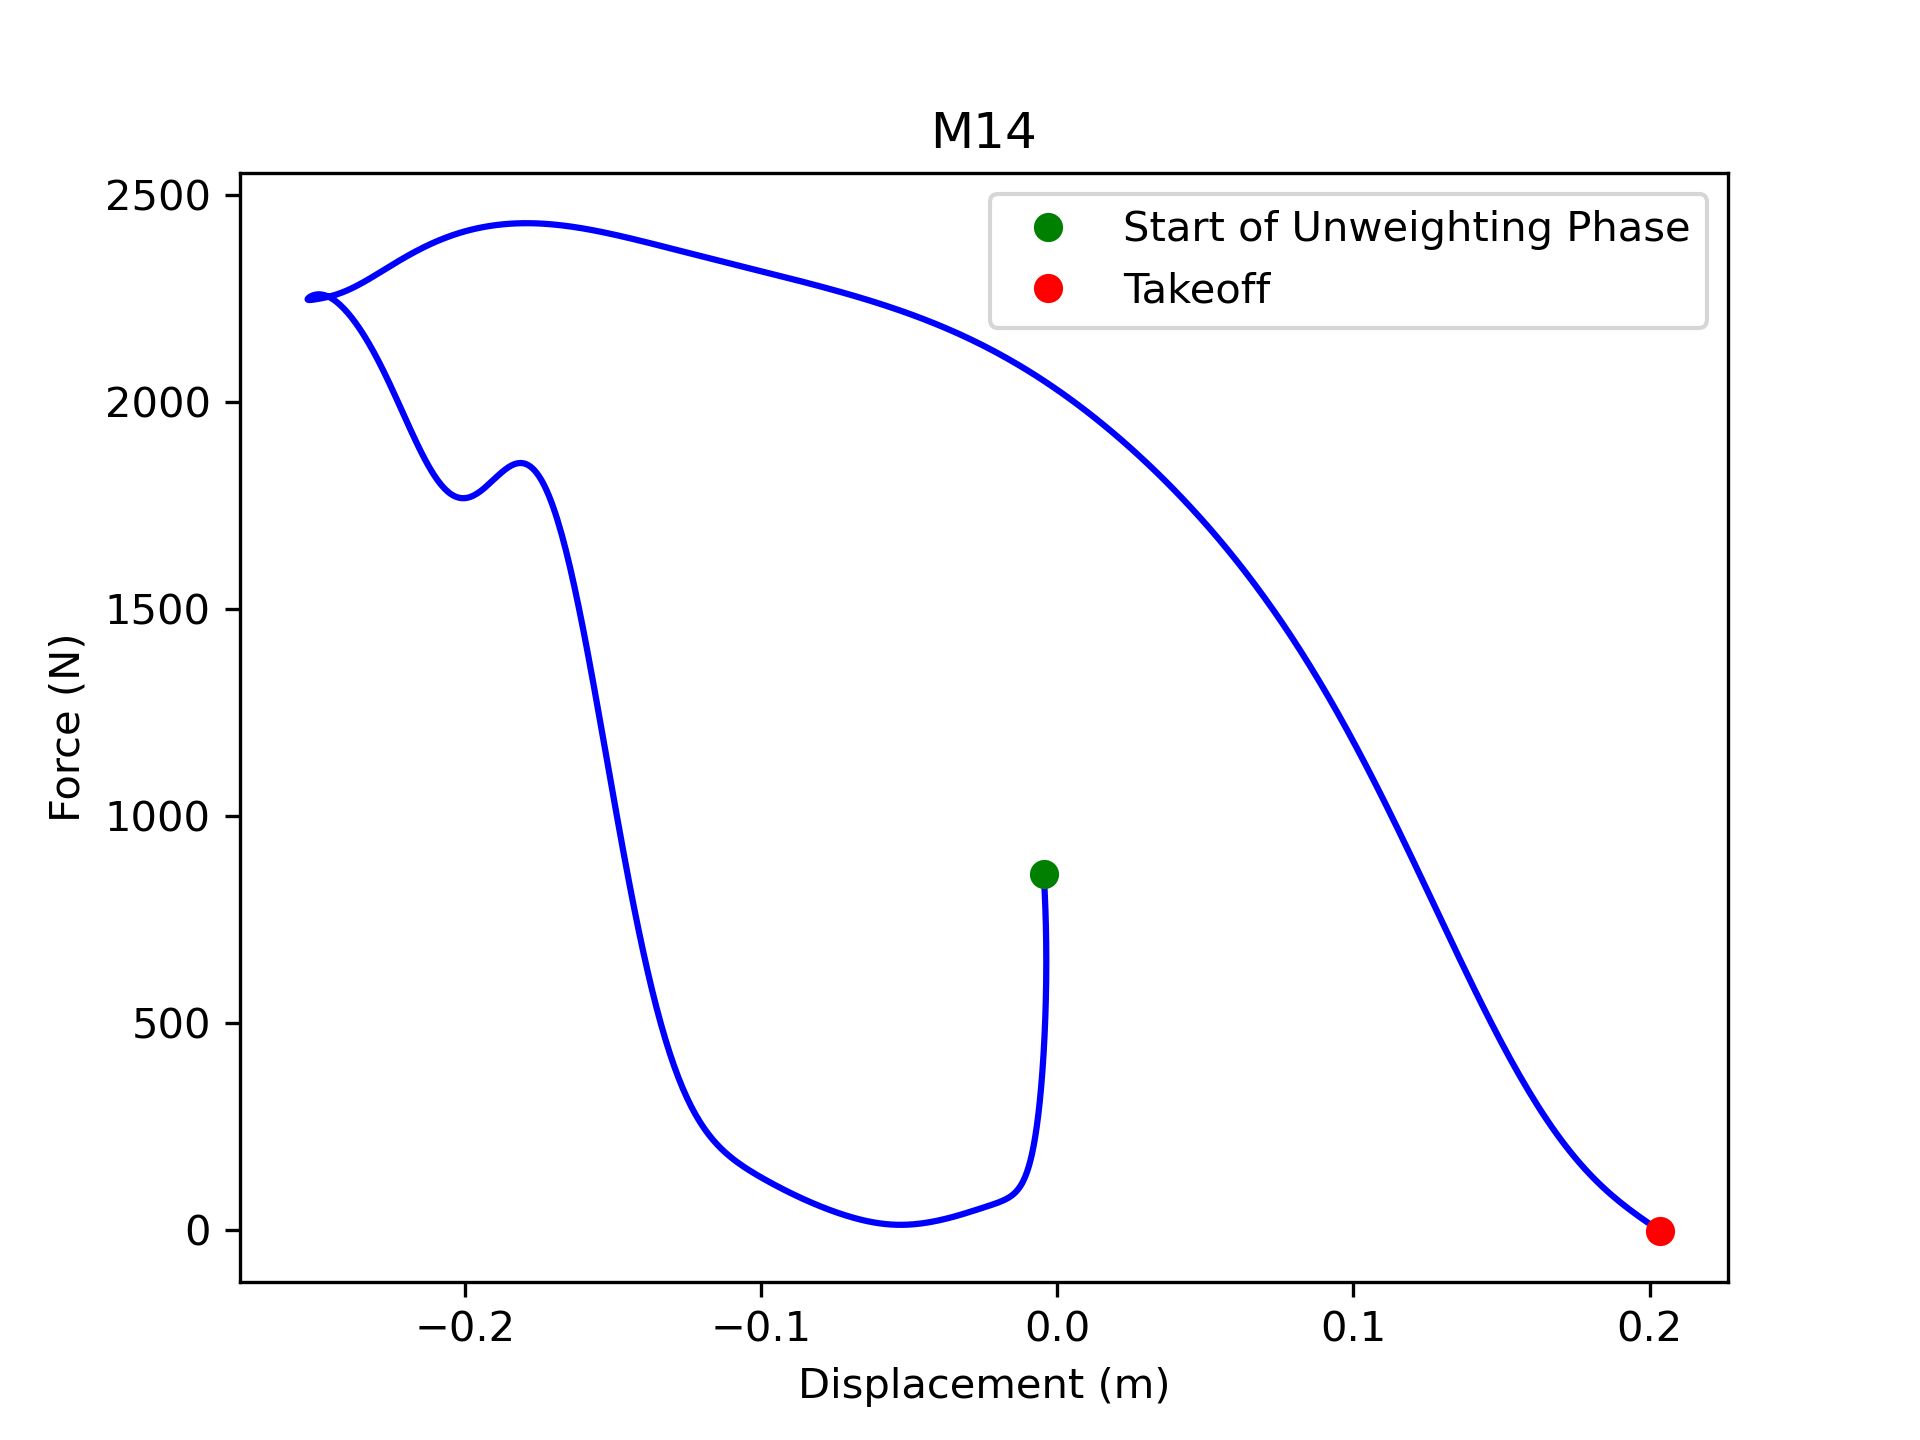 M14
2500
2000
1500
1000
500
0
Force (N)
Start of Unweighting Phase
Takeoff
−0.2 −0.1 0.0 0.1 0.2
Displacement (m)